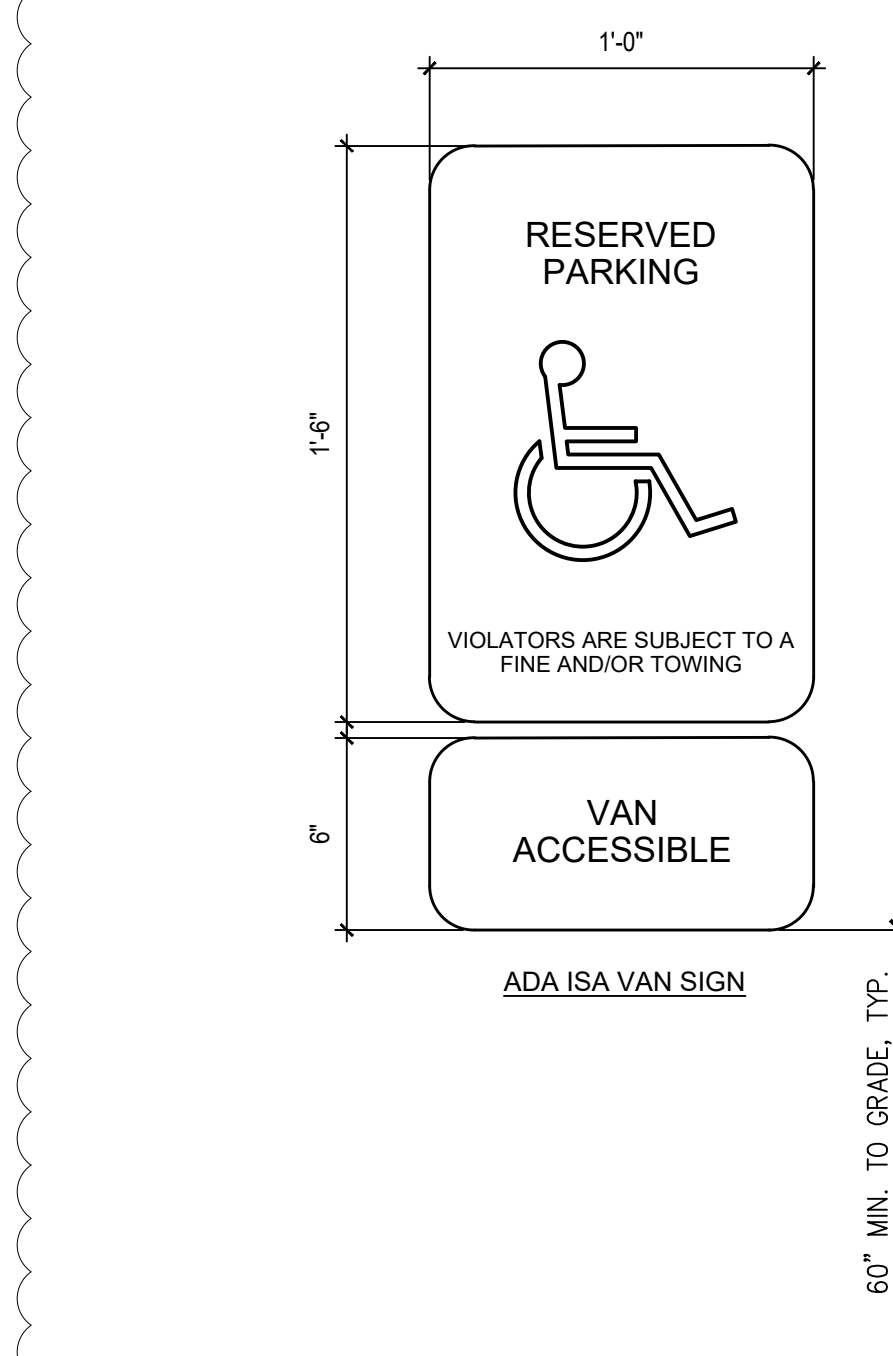 1'-0"
RESERVED
PARKING
1'-6"
VIOLATORS ARE SUBJECT TO A
FINE AND/OR TOWING
6"
VAN
ACCESSIBLE
ADA ISA VAN SIGN
60" MIN. TO GRADE, TYP.